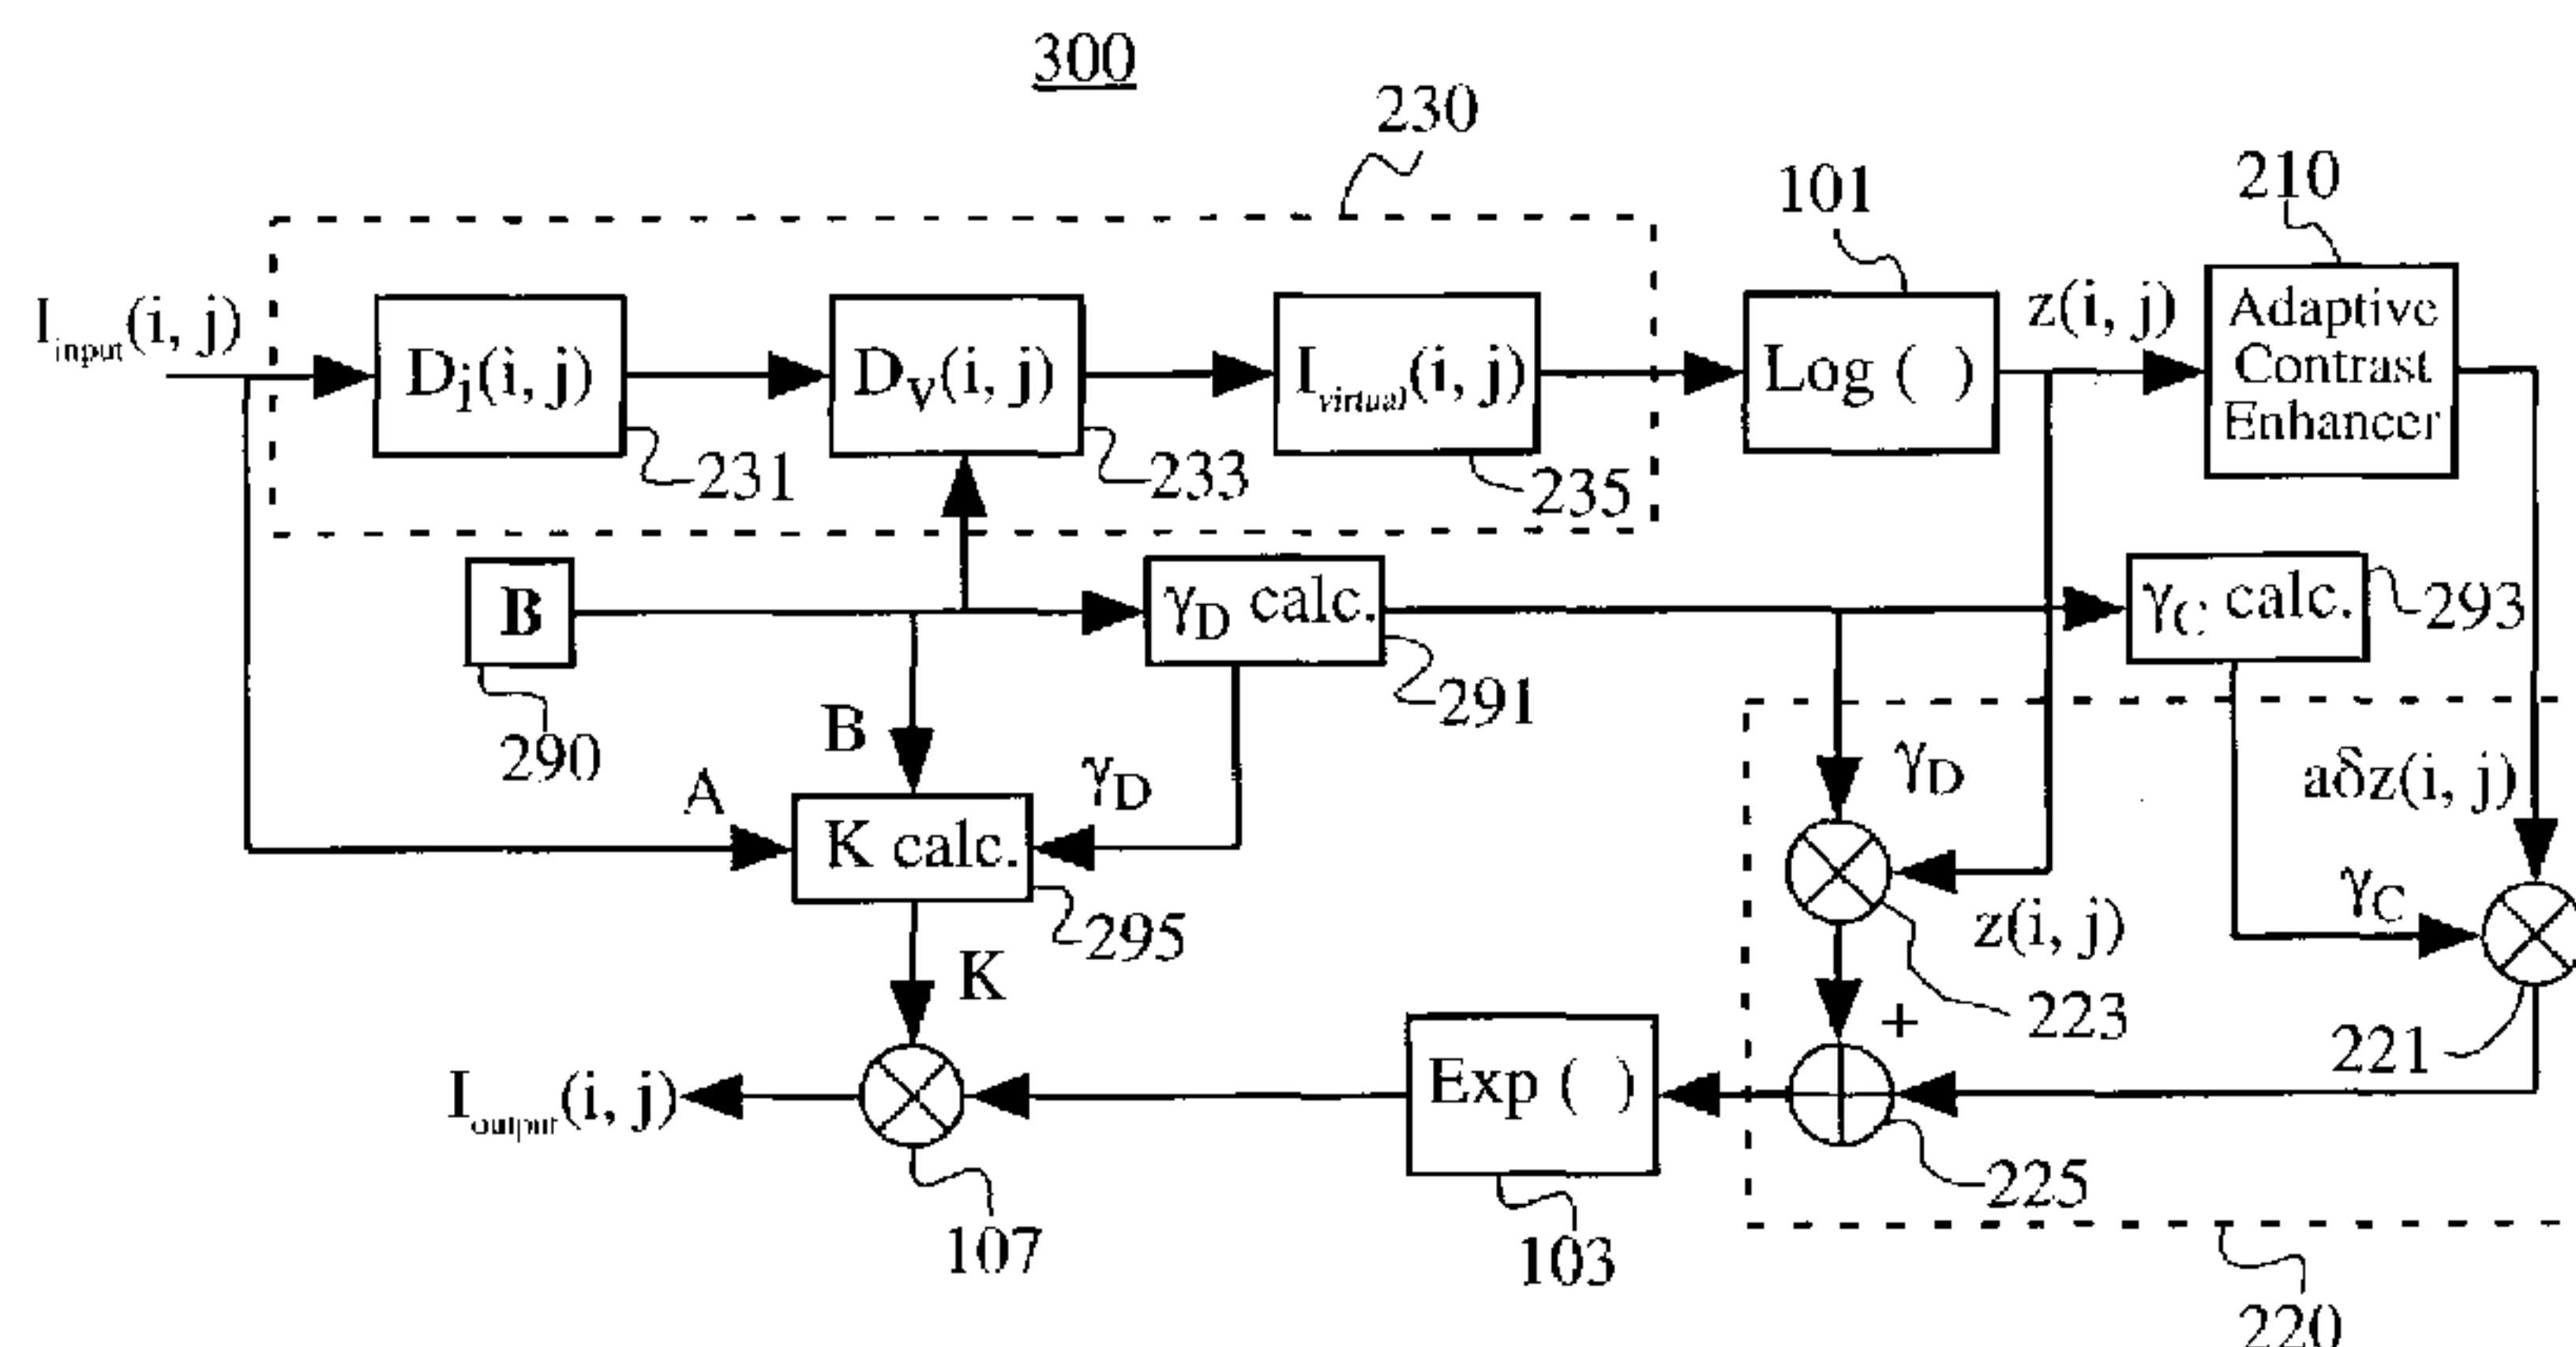 300
230
101
210
I_input(i, j)
D_i(i, j)
D_v(i, j)
I_virtual(i, j)
Log ( )
z(i, j)
Adaptive
Contrast
Enhancer
231
233
235
B
γ_D calc.
γ_C calc.
293
290
291
B
A
γ_D
γ_D
aδz(i, j)
K calc.
295
z(i, j)
γ_C
K
+
223
221
I_output(i, j)
Exp ( )
225
107
103
220